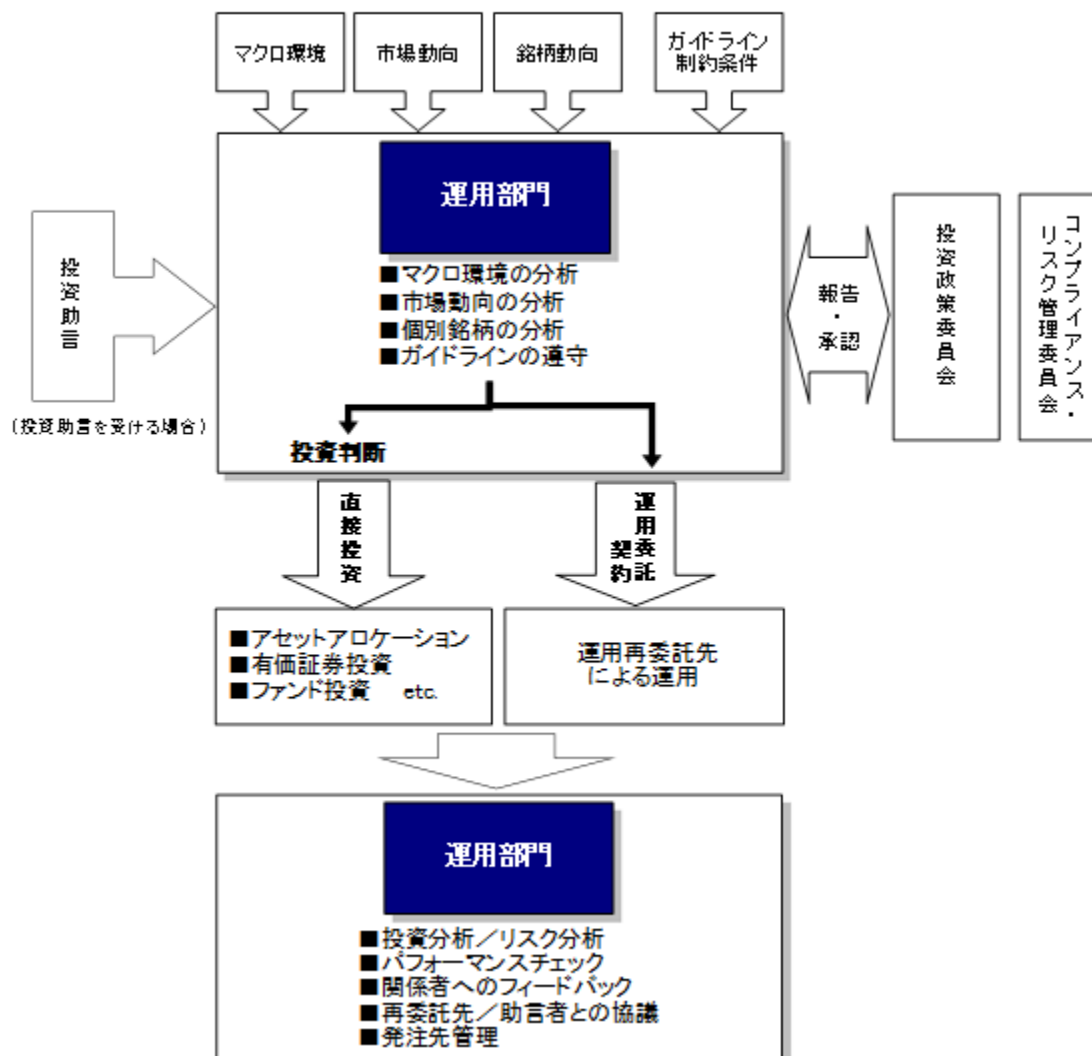 マクロ環境
市場動向
銘柄動向
ガイドライン
制約条件
運用部門
■マクロ環境の分析
■市場動向の分析
■個別銘柄の分析
■ガイドラインの遵守
投資助言
(投資助言を受ける場合)
報告
・
承認
投資政策委員会
コンプライアンス・
リスク管理委員会
投資判断
直接投資
運用委託
契約
■アセットアロケーション
■有価証券投資
■ファンド投資 etc.
運用再委託先
による運用
運用部門
■投資分析／リスク分析
■パフォーマンスチェック
■関係者へのフィードバック
■再委託先／助言者との協議
■発注先管理